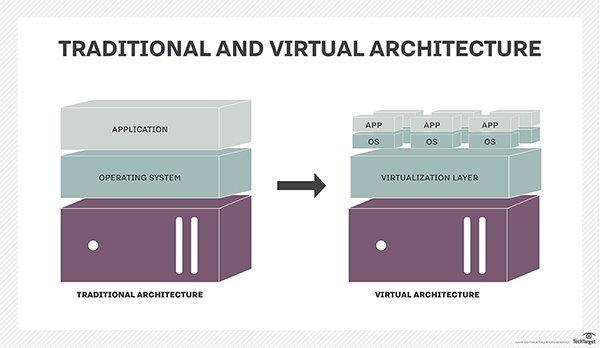 TRADITIONAL AND VIRTUAL ARCHITECTURE
APPLICATION
OPERATING SYSTEM
TRADITIONAL ARCHITECTURE
APP APP APP
OS OS OS
VIRTUALIZATION LAYER
VIRTUAL ARCHITECTURE
TechTarget